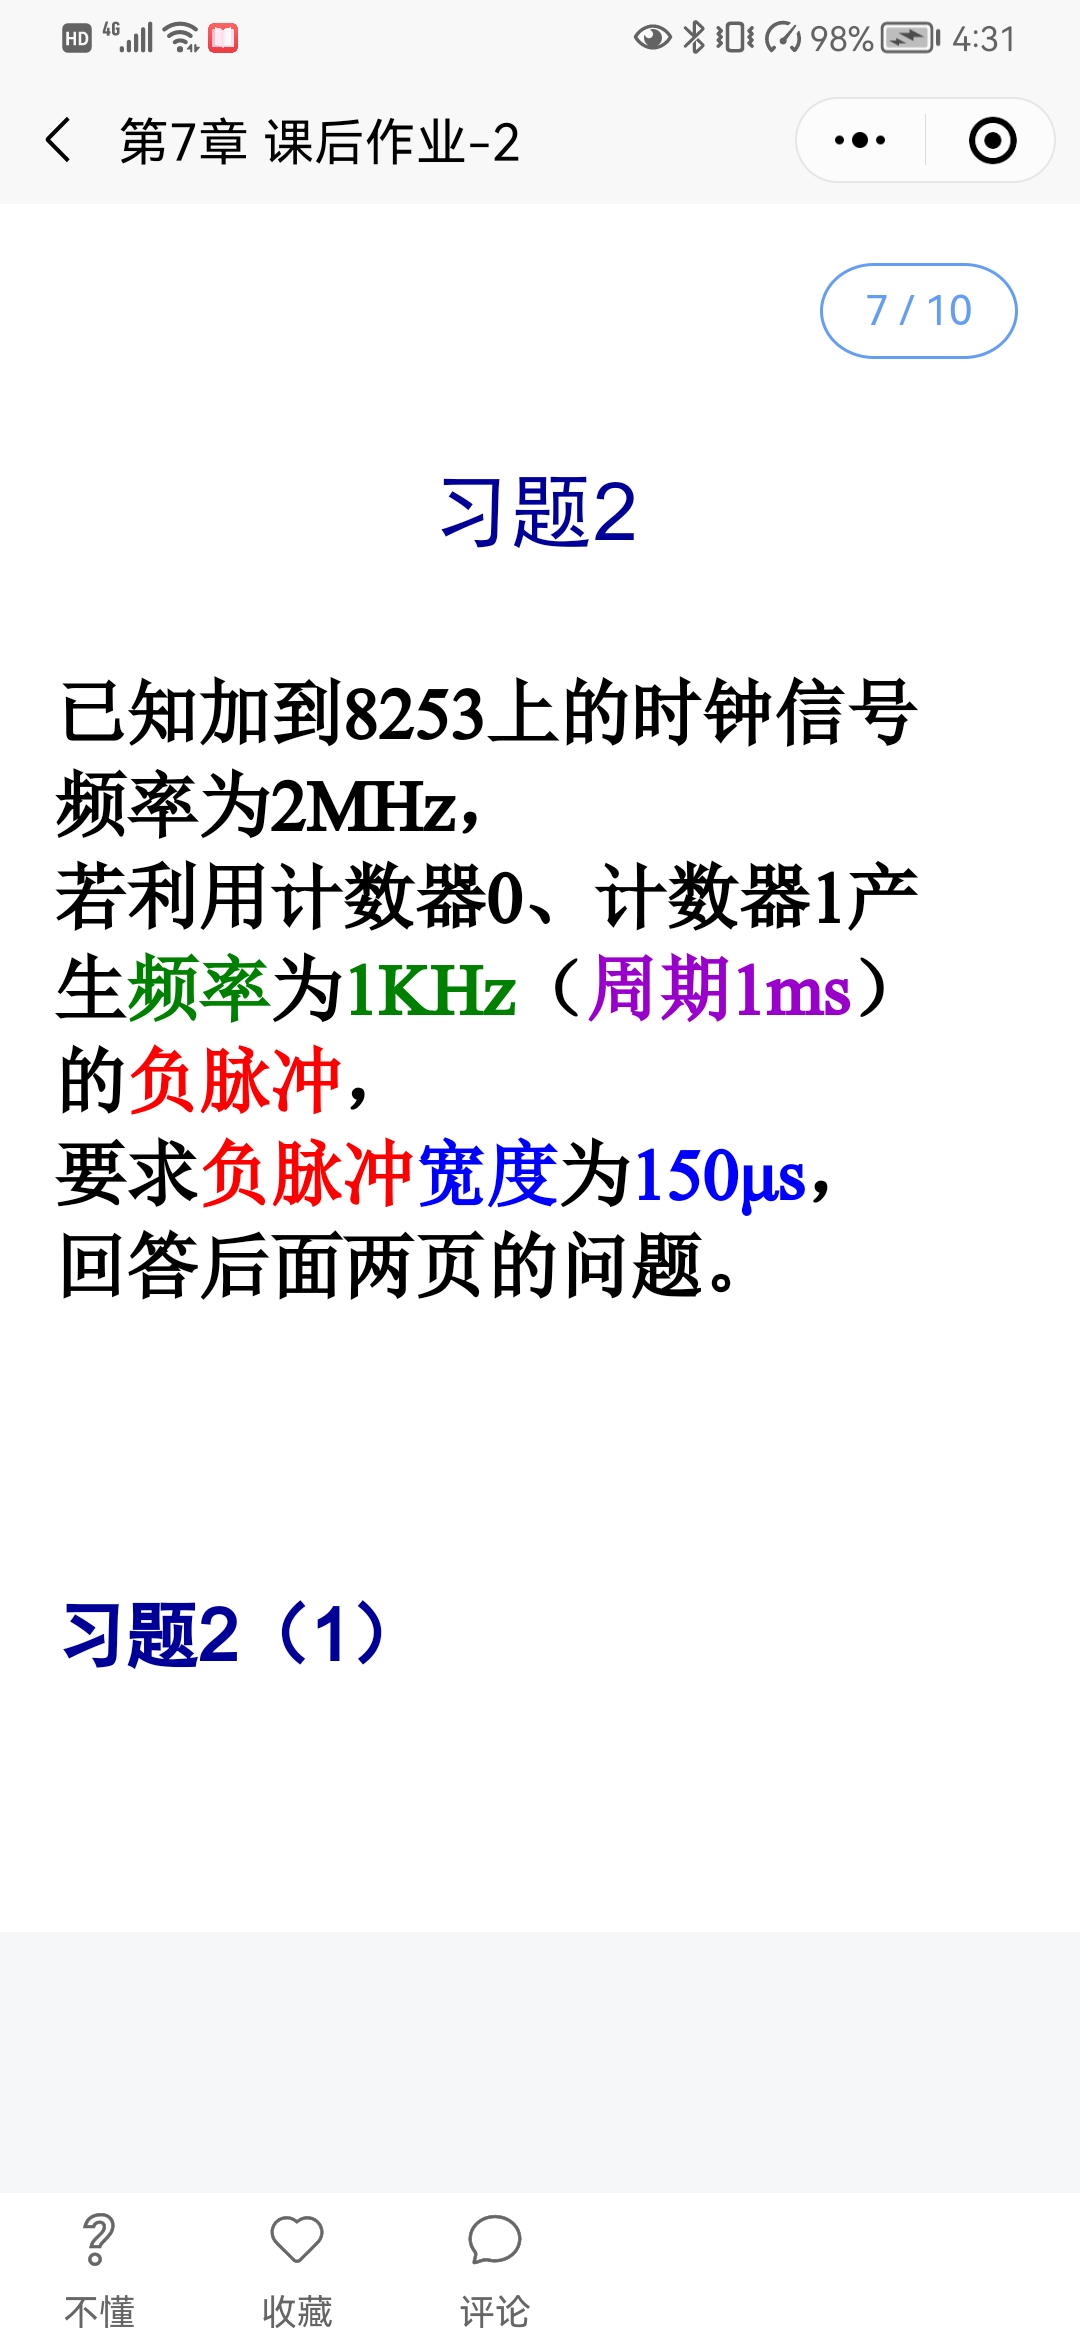 HD 4G 98% 4:31
第7章 课后作业-2
7 / 10
习题2
已知加到8253上的时钟信号
频率为2MHz，
若利用计数器0、计数器1产
生频率为1KHz（周期1ms）
的负脉冲，
要求负脉冲宽度为150μs，
回答后面两页的问题。
习题2（1）
不懂 收藏 评论